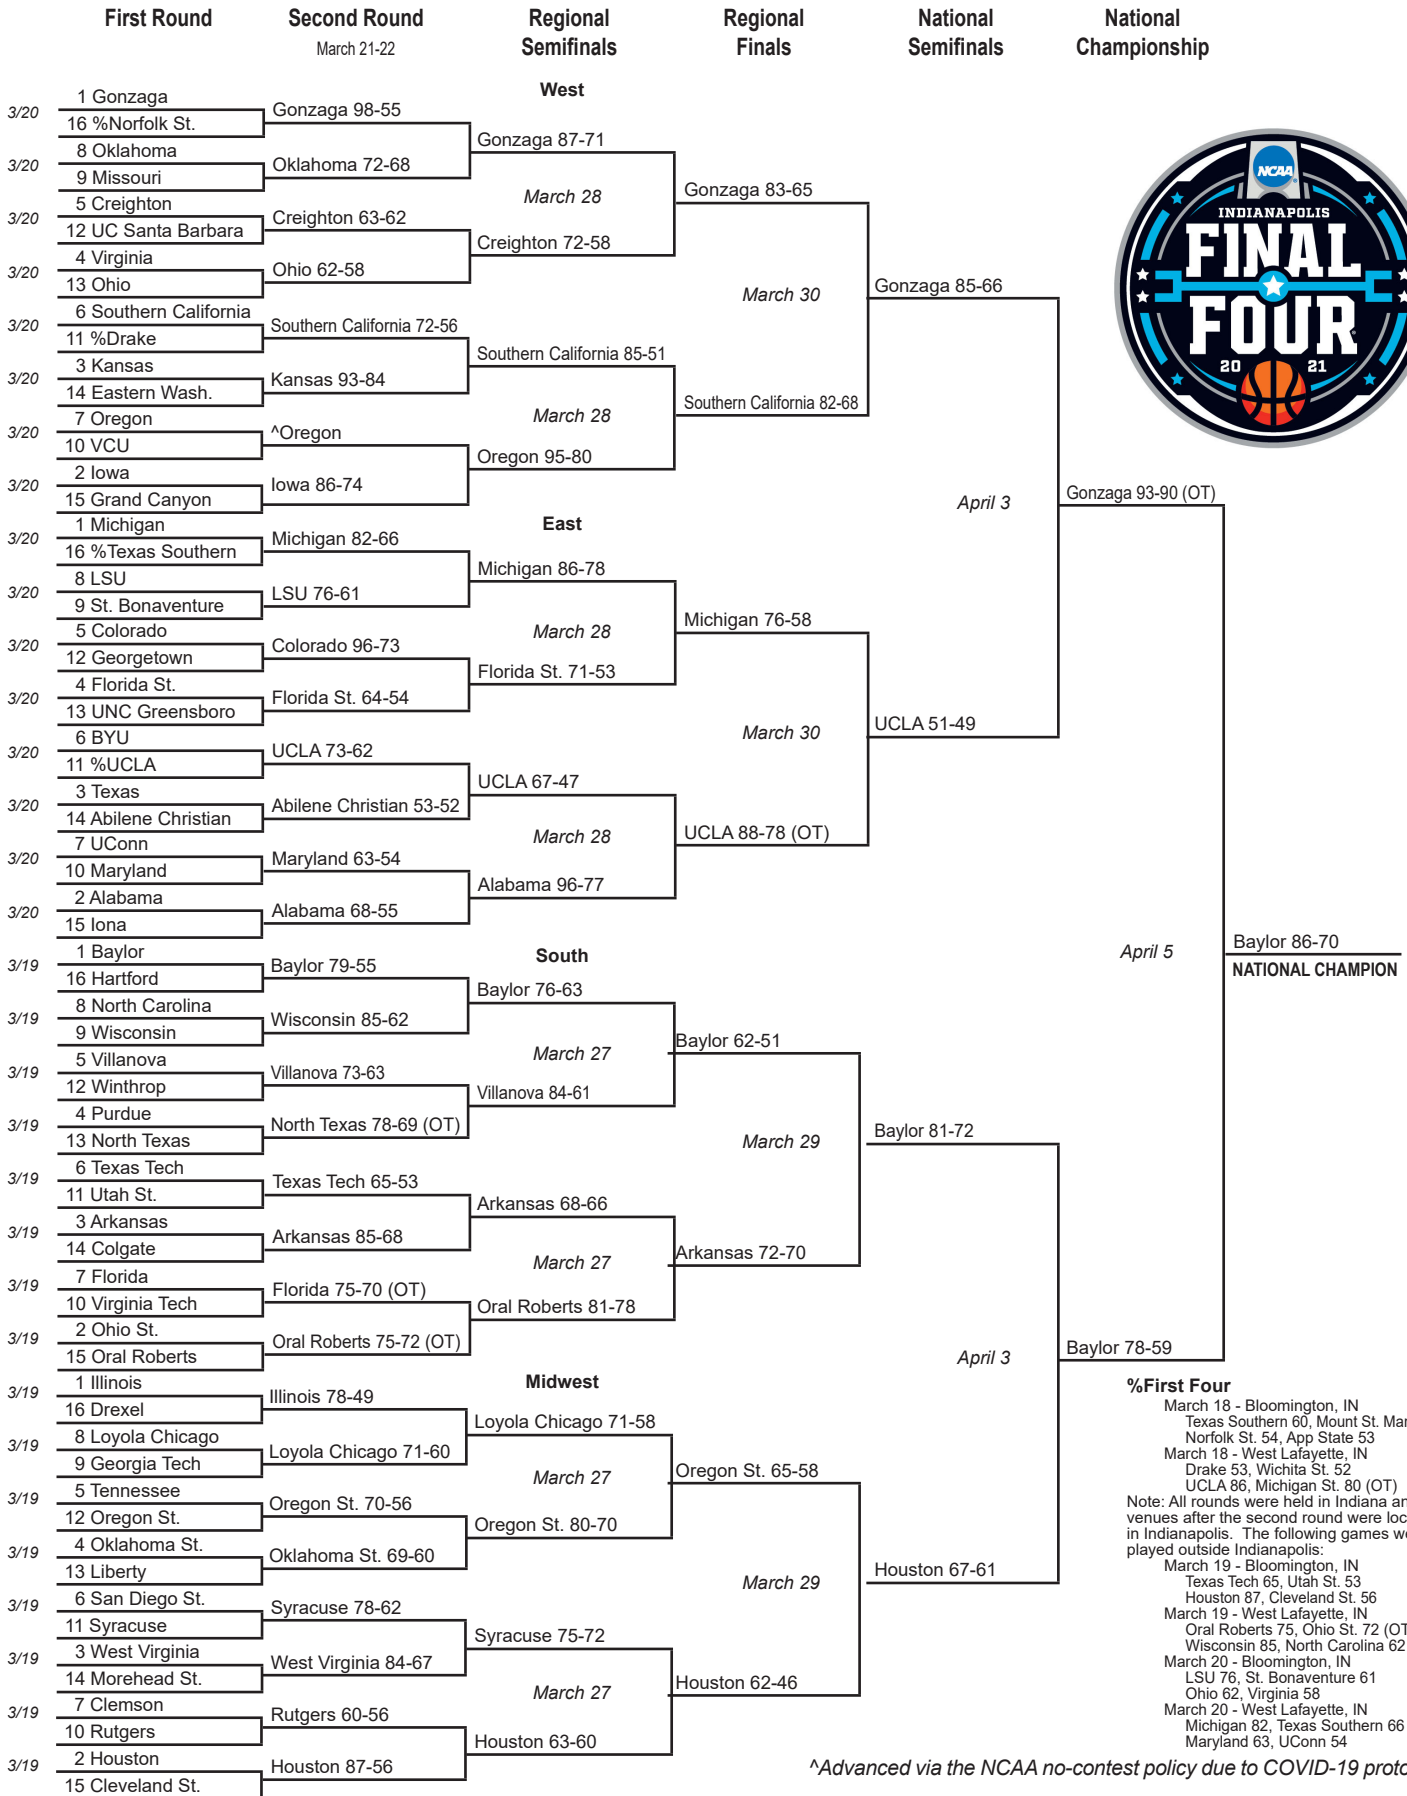 First Round
Second Round
Regional
Semifinals
Regional
Finals
National
Semifinals
National
Championship
March 21-22
West
3/20
1 Gonzaga
16 %Norfolk St.
3/20
8 Oklahoma
9 Missouri
3/20
5 Creighton
12 UC Santa Barbara
3/20
4 Virginia
13 Ohio
3/20
6 Southern California
11 %Drake
3/20
3 Kansas
14 Eastern Wash.
3/20
7 Oregon
10 VCU
3/20
2 Iowa
15 Grand Canyon
Gonzaga 98-55
Oklahoma 72-68
Creighton 63-62
Ohio 62-58
Southern California 72-56
Kansas 93-84
^Oregon
Iowa 86-74
Gonzaga 87-71
March 28
Creighton 72-58
Southern California 85-51
March 28
Oregon 95-80
Gonzaga 83-65
March 30
Southern California 82-68
Gonzaga 85-66
East
3/20
1 Michigan
16 %Texas Southern
3/20
8 LSU
9 St. Bonaventure
3/20
5 Colorado
12 Georgetown
3/20
4 Florida St.
13 UNC Greensboro
3/20
6 BYU
11 %UCLA
3/20
3 Texas
14 Abilene Christian
3/20
7 UConn
10 Maryland
3/20
2 Alabama
15 Iona
Michigan 82-66
LSU 76-61
Colorado 96-73
Florida St. 64-54
UCLA 73-62
Abilene Christian 53-52
Maryland 63-54
Alabama 68-55
Michigan 86-78
March 28
Florida St. 71-53
UCLA 67-47
March 28
Alabama 96-77
Michigan 76-58
March 30
UCLA 88-78 (OT)
UCLA 51-49
April 3
Gonzaga 93-90 (OT)
South
3/19
1 Baylor
16 Hartford
3/19
8 North Carolina
9 Wisconsin
3/19
5 Villanova
12 Winthrop
3/19
4 Purdue
13 North Texas
3/19
6 Texas Tech
11 Utah St.
3/19
3 Arkansas
14 Colgate
3/19
7 Florida
10 Virginia Tech
3/19
2 Ohio St.
15 Oral Roberts
Baylor 79-55
Wisconsin 85-62
Villanova 73-63
North Texas 78-69 (OT)
Texas Tech 65-53
Arkansas 85-68
Florida 75-70 (OT)
Oral Roberts 75-72 (OT)
Baylor 76-63
March 27
Villanova 84-61
Arkansas 68-66
March 27
Oral Roberts 81-78
Baylor 62-51
March 29
Arkansas 72-70
Baylor 81-72
Midwest
3/19
1 Illinois
16 Drexel
3/19
8 Loyola Chicago
9 Georgia Tech
3/19
5 Tennessee
12 Oregon St.
3/19
4 Oklahoma St.
13 Liberty
3/19
6 San Diego St.
11 Syracuse
3/19
3 West Virginia
14 Morehead St.
3/19
7 Clemson
10 Rutgers
3/19
2 Houston
15 Cleveland St.
Illinois 78-49
Loyola Chicago 71-60
Oregon St. 70-56
Oklahoma St. 69-60
Syracuse 78-62
West Virginia 84-67
Rutgers 60-56
Houston 87-56
Loyola Chicago 71-58
March 27
Oregon St. 80-70
Syracuse 75-72
March 27
Houston 63-60
Oregon St. 65-58
March 29
Houston 62-46
Houston 67-61
April 3
Baylor 78-59
April 5
Baylor 86-70
NATIONAL CHAMPION
NCAA
INDIANAPOLIS
FINAL
FOUR
20 21
%First Four
March 18 - Bloomington, IN
Texas Southern 60, Mount St. Mar
Norfolk St. 54, App State 53
March 18 - West Lafayette, IN
Drake 53, Wichita St. 52
UCLA 86, Michigan St. 80 (OT)
Note: All rounds were held in Indiana an
venues after the second round were loc
in Indianapolis. The following games we
played outside Indianapolis:
March 19 - Bloomington, IN
Texas Tech 65, Utah St. 53
Houston 87, Cleveland St. 56
March 19 - West Lafayette, IN
Oral Roberts 75, Ohio St. 72 (OT
Wisconsin 85, North Carolina 62
March 20 - Bloomington, IN
LSU 76, St. Bonaventure 61
Ohio 62, Virginia 58
March 20 - West Lafayette, IN
Michigan 82, Texas Southern 66
Maryland 63, UConn 54
^Advanced via the NCAA no-contest policy due to COVID-19 proto